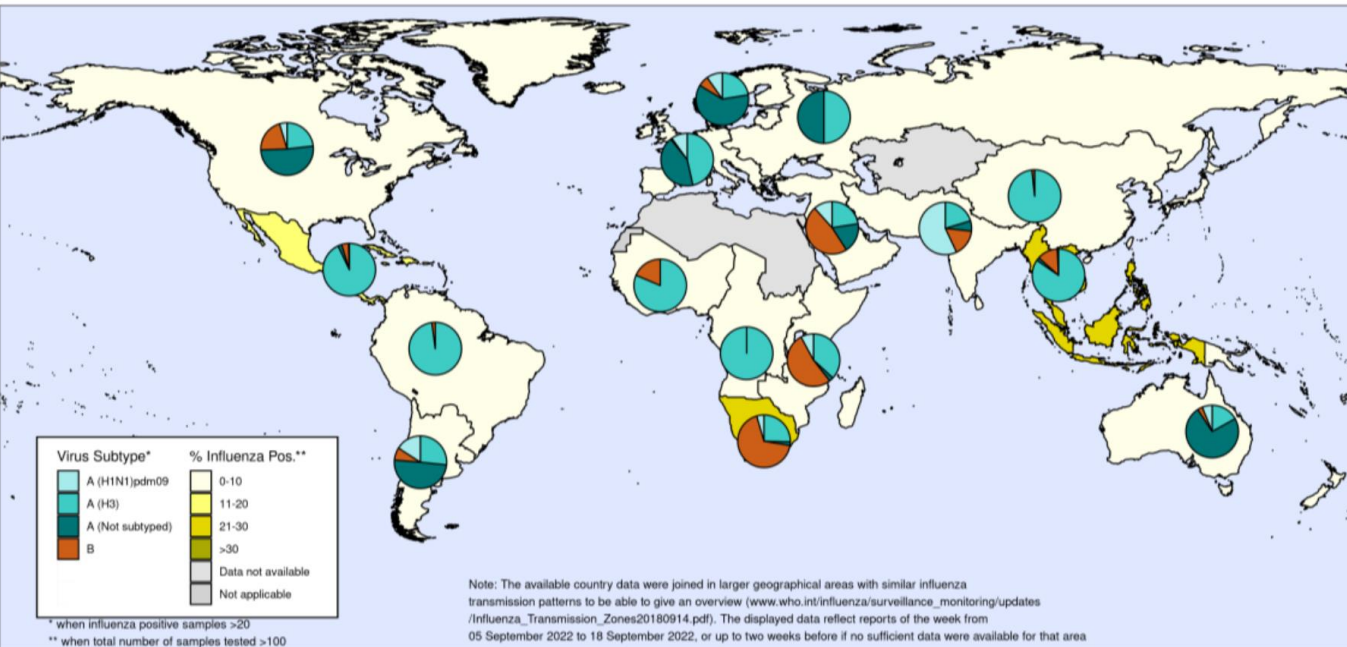 Virus Subtype*
A (H1N1)pdm09
A (H3)
A (Not subtyped)
B
% Influenza Pos.**
0-10
11-20
21-30
>30
Data not available
Not applicable
* when influenza positive samples >20
** when total number of samples tested >100
Note: The available country data were joined in larger geographical areas with similar influenza
transmission patterns to be able to give an overview (www.who.int/influenza/surveillance_monitoring/updates
/Influenza_Transmission_Zones20180914.pdf). The displayed data reflect reports of the week from
05 September 2022 to 18 September 2022, or up to two weeks before if no sufficient data were available for that area